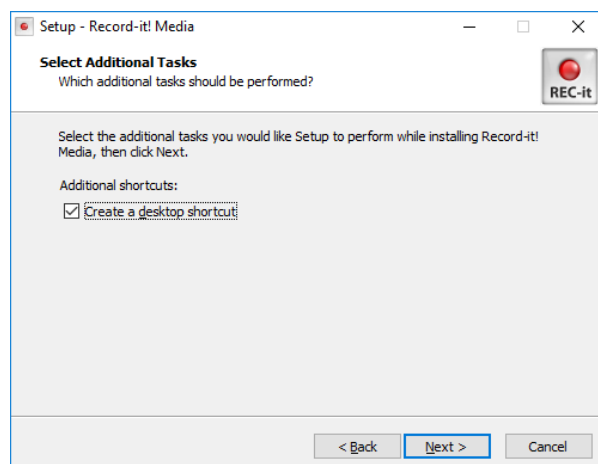 Setup - Record-it! Media
Select Additional Tasks
Which additional tasks should be performed?
REC-it
Select the additional tasks you would like Setup to perform while installing Record-it!
Media, then click Next.
Additional shortcuts:
Create a desktop shortcut
< Back
Next >
Cancel